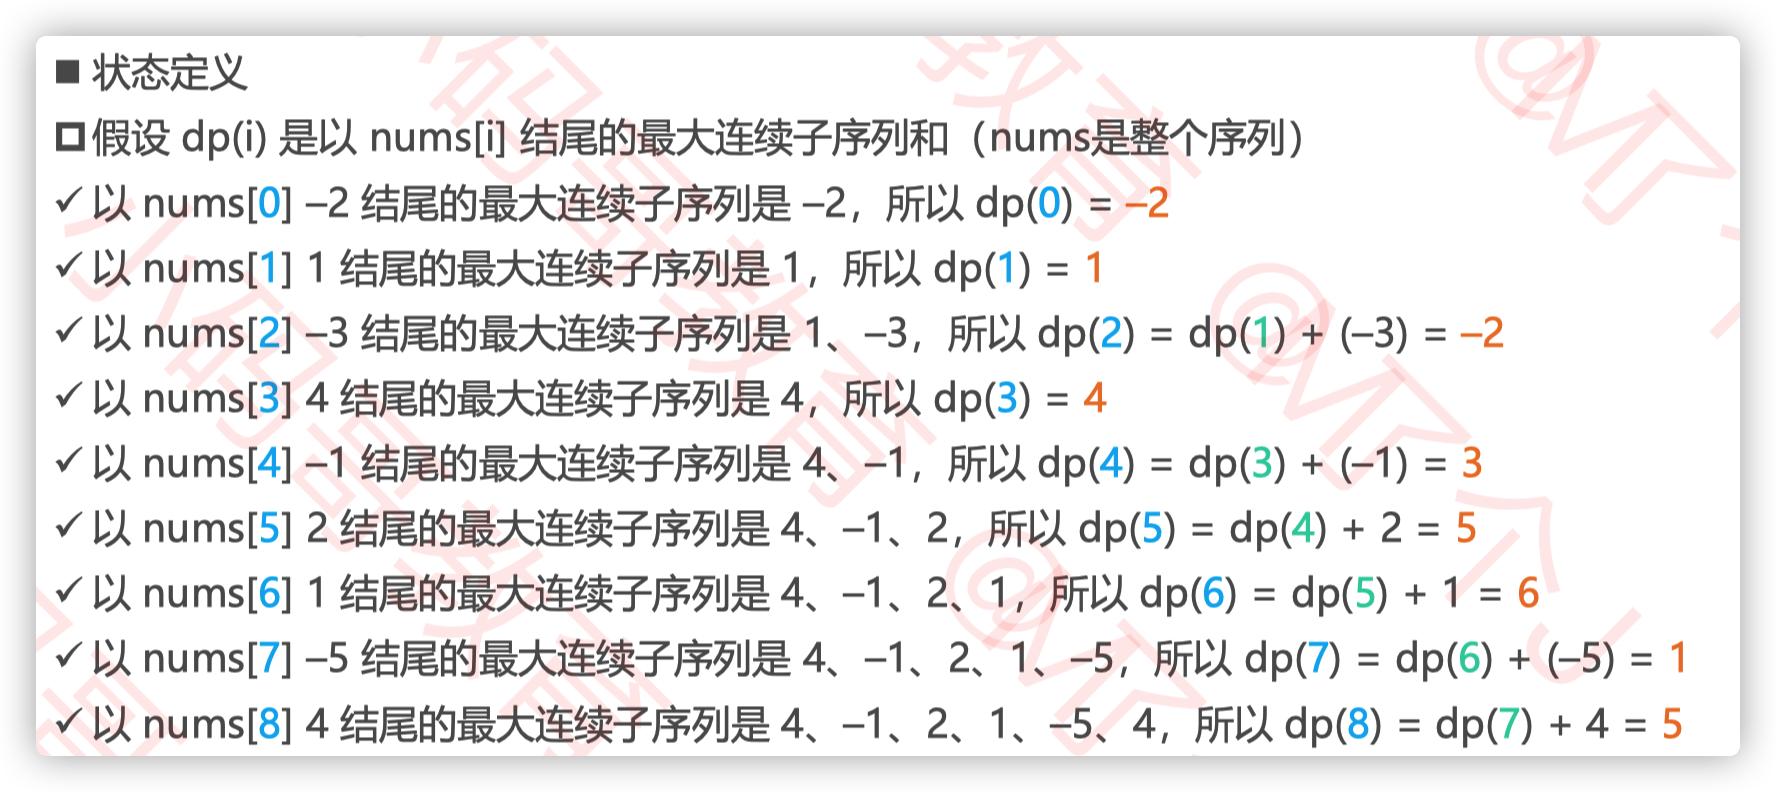 ■ 状态定义
假设 dp(i) 是以 nums[i] 结尾的最大连续子序列和（nums是整个序列）
✓ 以 nums[0] –2 结尾的最大连续子序列是 –2，所以 dp(0) = –2
✓ 以 nums[1] 1 结尾的最大连续子序列是 1，所以 dp(1) = 1
✓ 以 nums[2] –3 结尾的最大连续子序列是 1、–3，所以 dp(2) = dp(1) + (–3) = –2
✓ 以 nums[3] 4 结尾的最大连续子序列是 4，所以 dp(3) = 4
✓ 以 nums[4] –1 结尾的最大连续子序列是 4、–1，所以 dp(4) = dp(3) + (–1) = 3
✓ 以 nums[5] 2 结尾的最大连续子序列是 4、–1、2，所以 dp(5) = dp(4) + 2 = 5
✓ 以 nums[6] 1 结尾的最大连续子序列是 4、–1、2、1，所以 dp(6) = dp(5) + 1 = 6
✓ 以 nums[7] –5 结尾的最大连续子序列是 4、–1、2、1、–5，所以 dp(7) = dp(6) + (–5) = 1
✓ 以 nums[8] 4 结尾的最大连续子序列是 4、–1、2、1、–5、4，所以 dp(8) = dp(7) + 4 = 5
小码哥教育